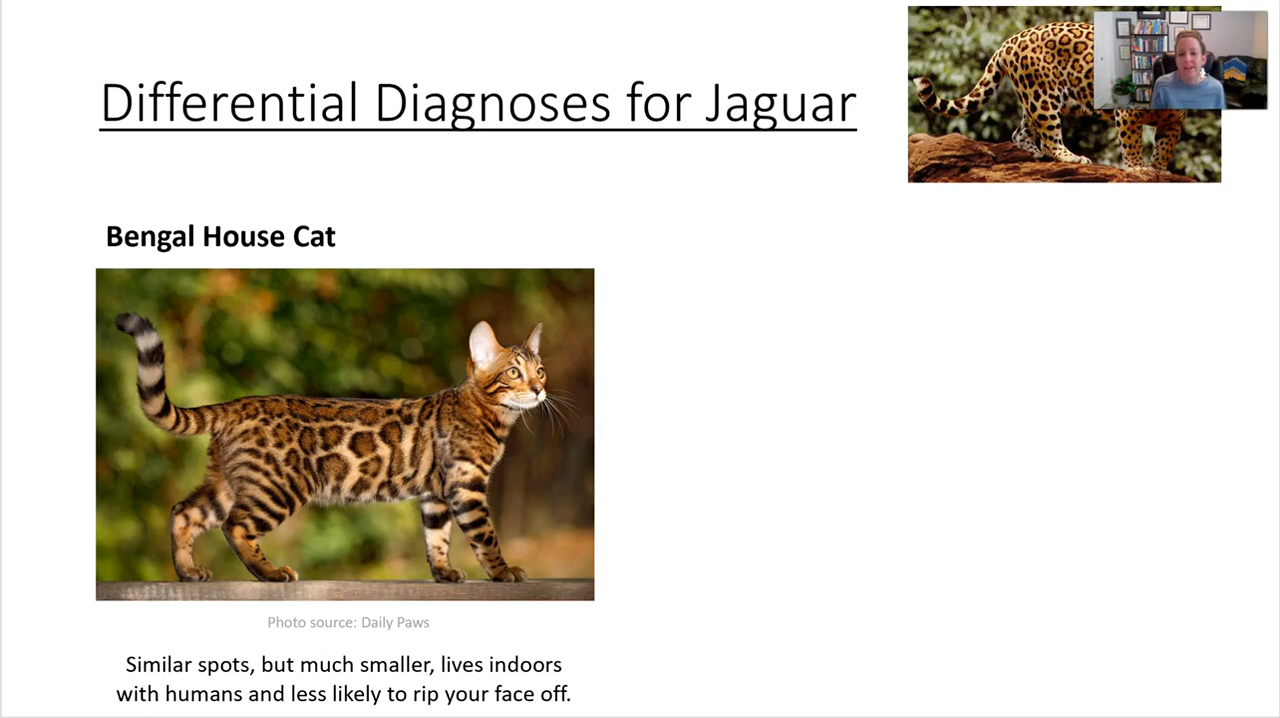 Differential Diagnoses for Jaguar
Bengal House Cat
Photo source: Daily Paws
Similar spots, but much smaller, lives indoors
with humans and less likely to rip your face off.